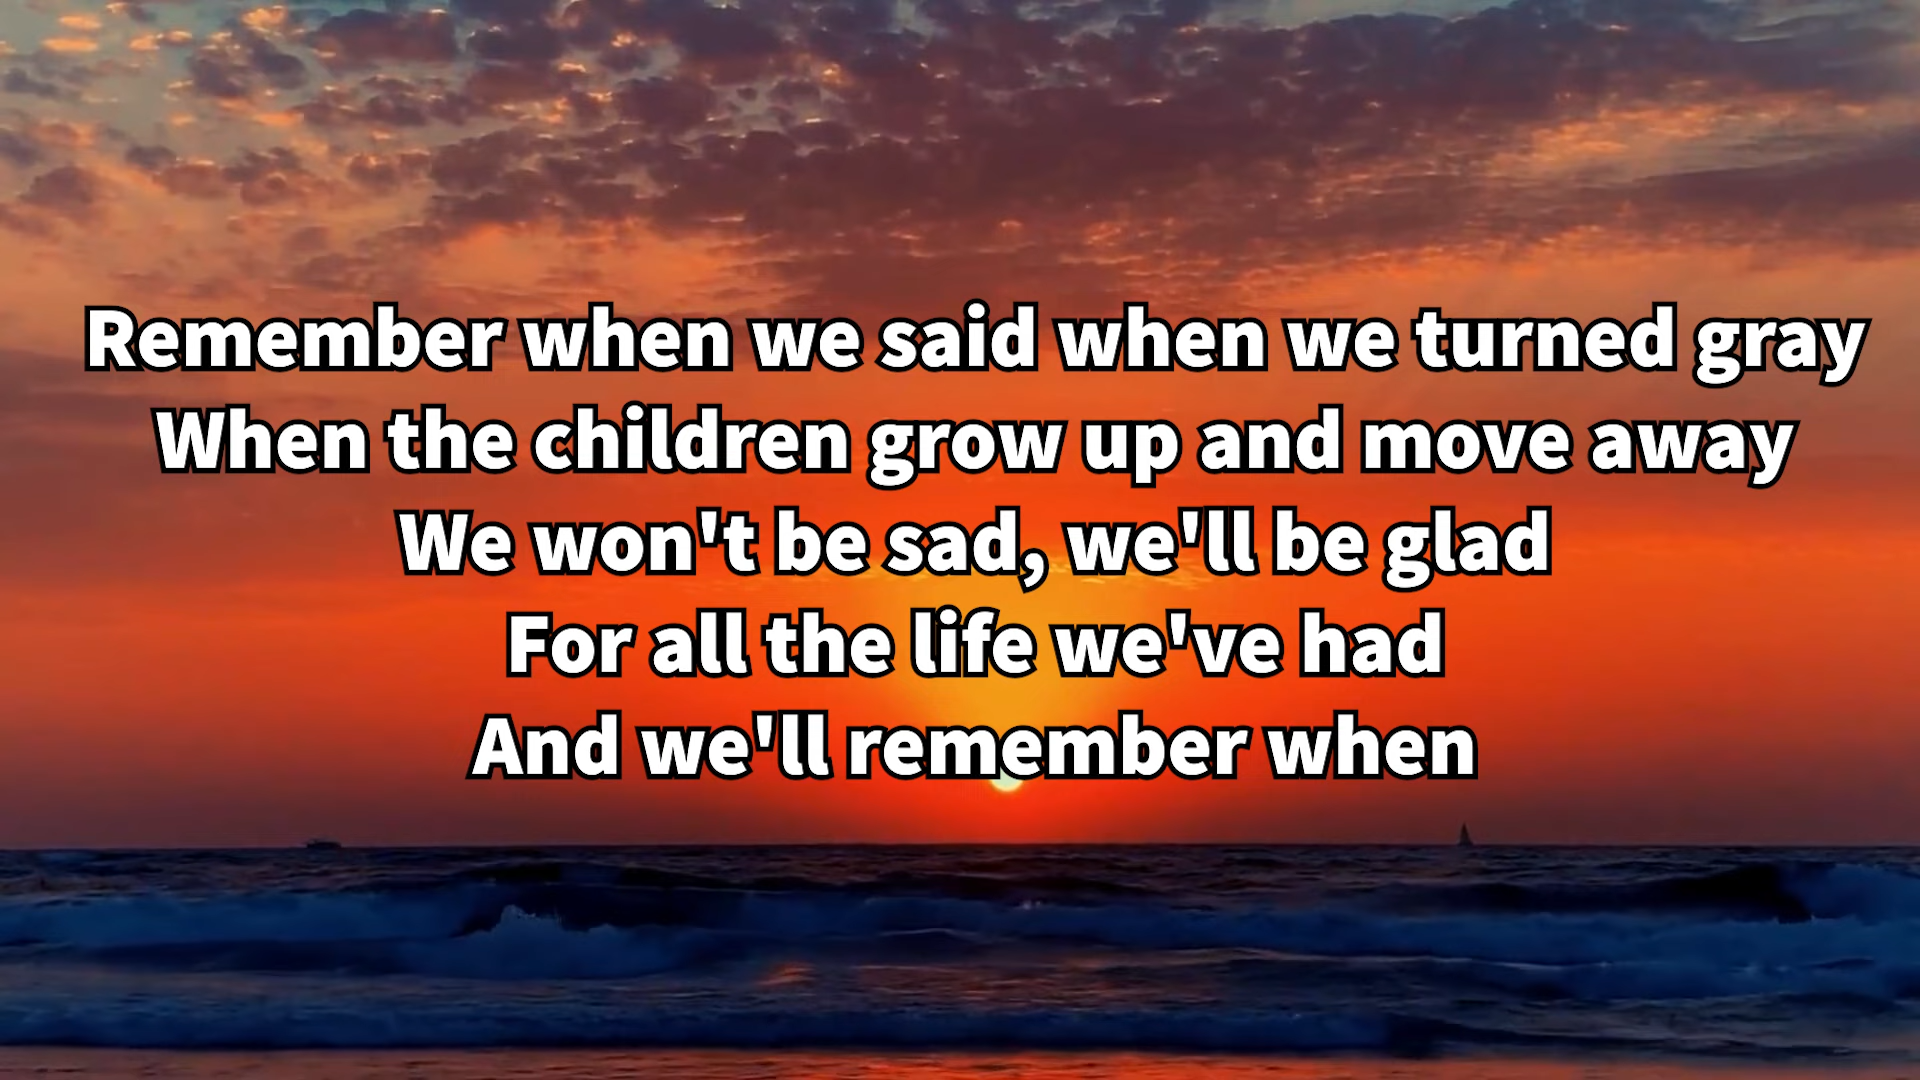 Remember when we said when we turned gray
When the children grow up and move away
We won't be sad, we'll be glad
For all the life we've had
And we'll remember when